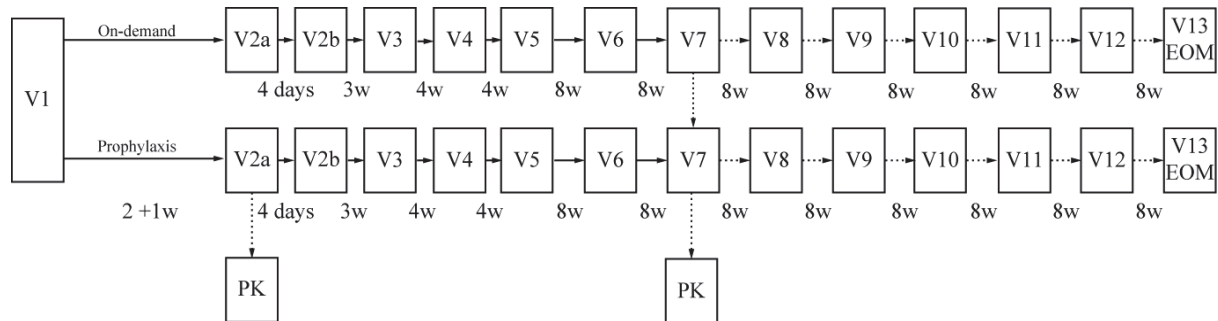 V1
On-demand
V2a
V2b
V3
V4
V5
V6
V7
V8
V9
V10
V11
V12
V13
EOM
4 days
3w
4w
4w
8w
8w
8w
8w
8w
8w
8w
8w
Prophylaxis
V2a
V2b
V3
V4
V5
V6
V7
V8
V9
V10
V11
V12
V13
EOM
2 +1w
4 days
3w
4w
4w
8w
8w
8w
8w
8w
8w
8w
8w
PK
PK